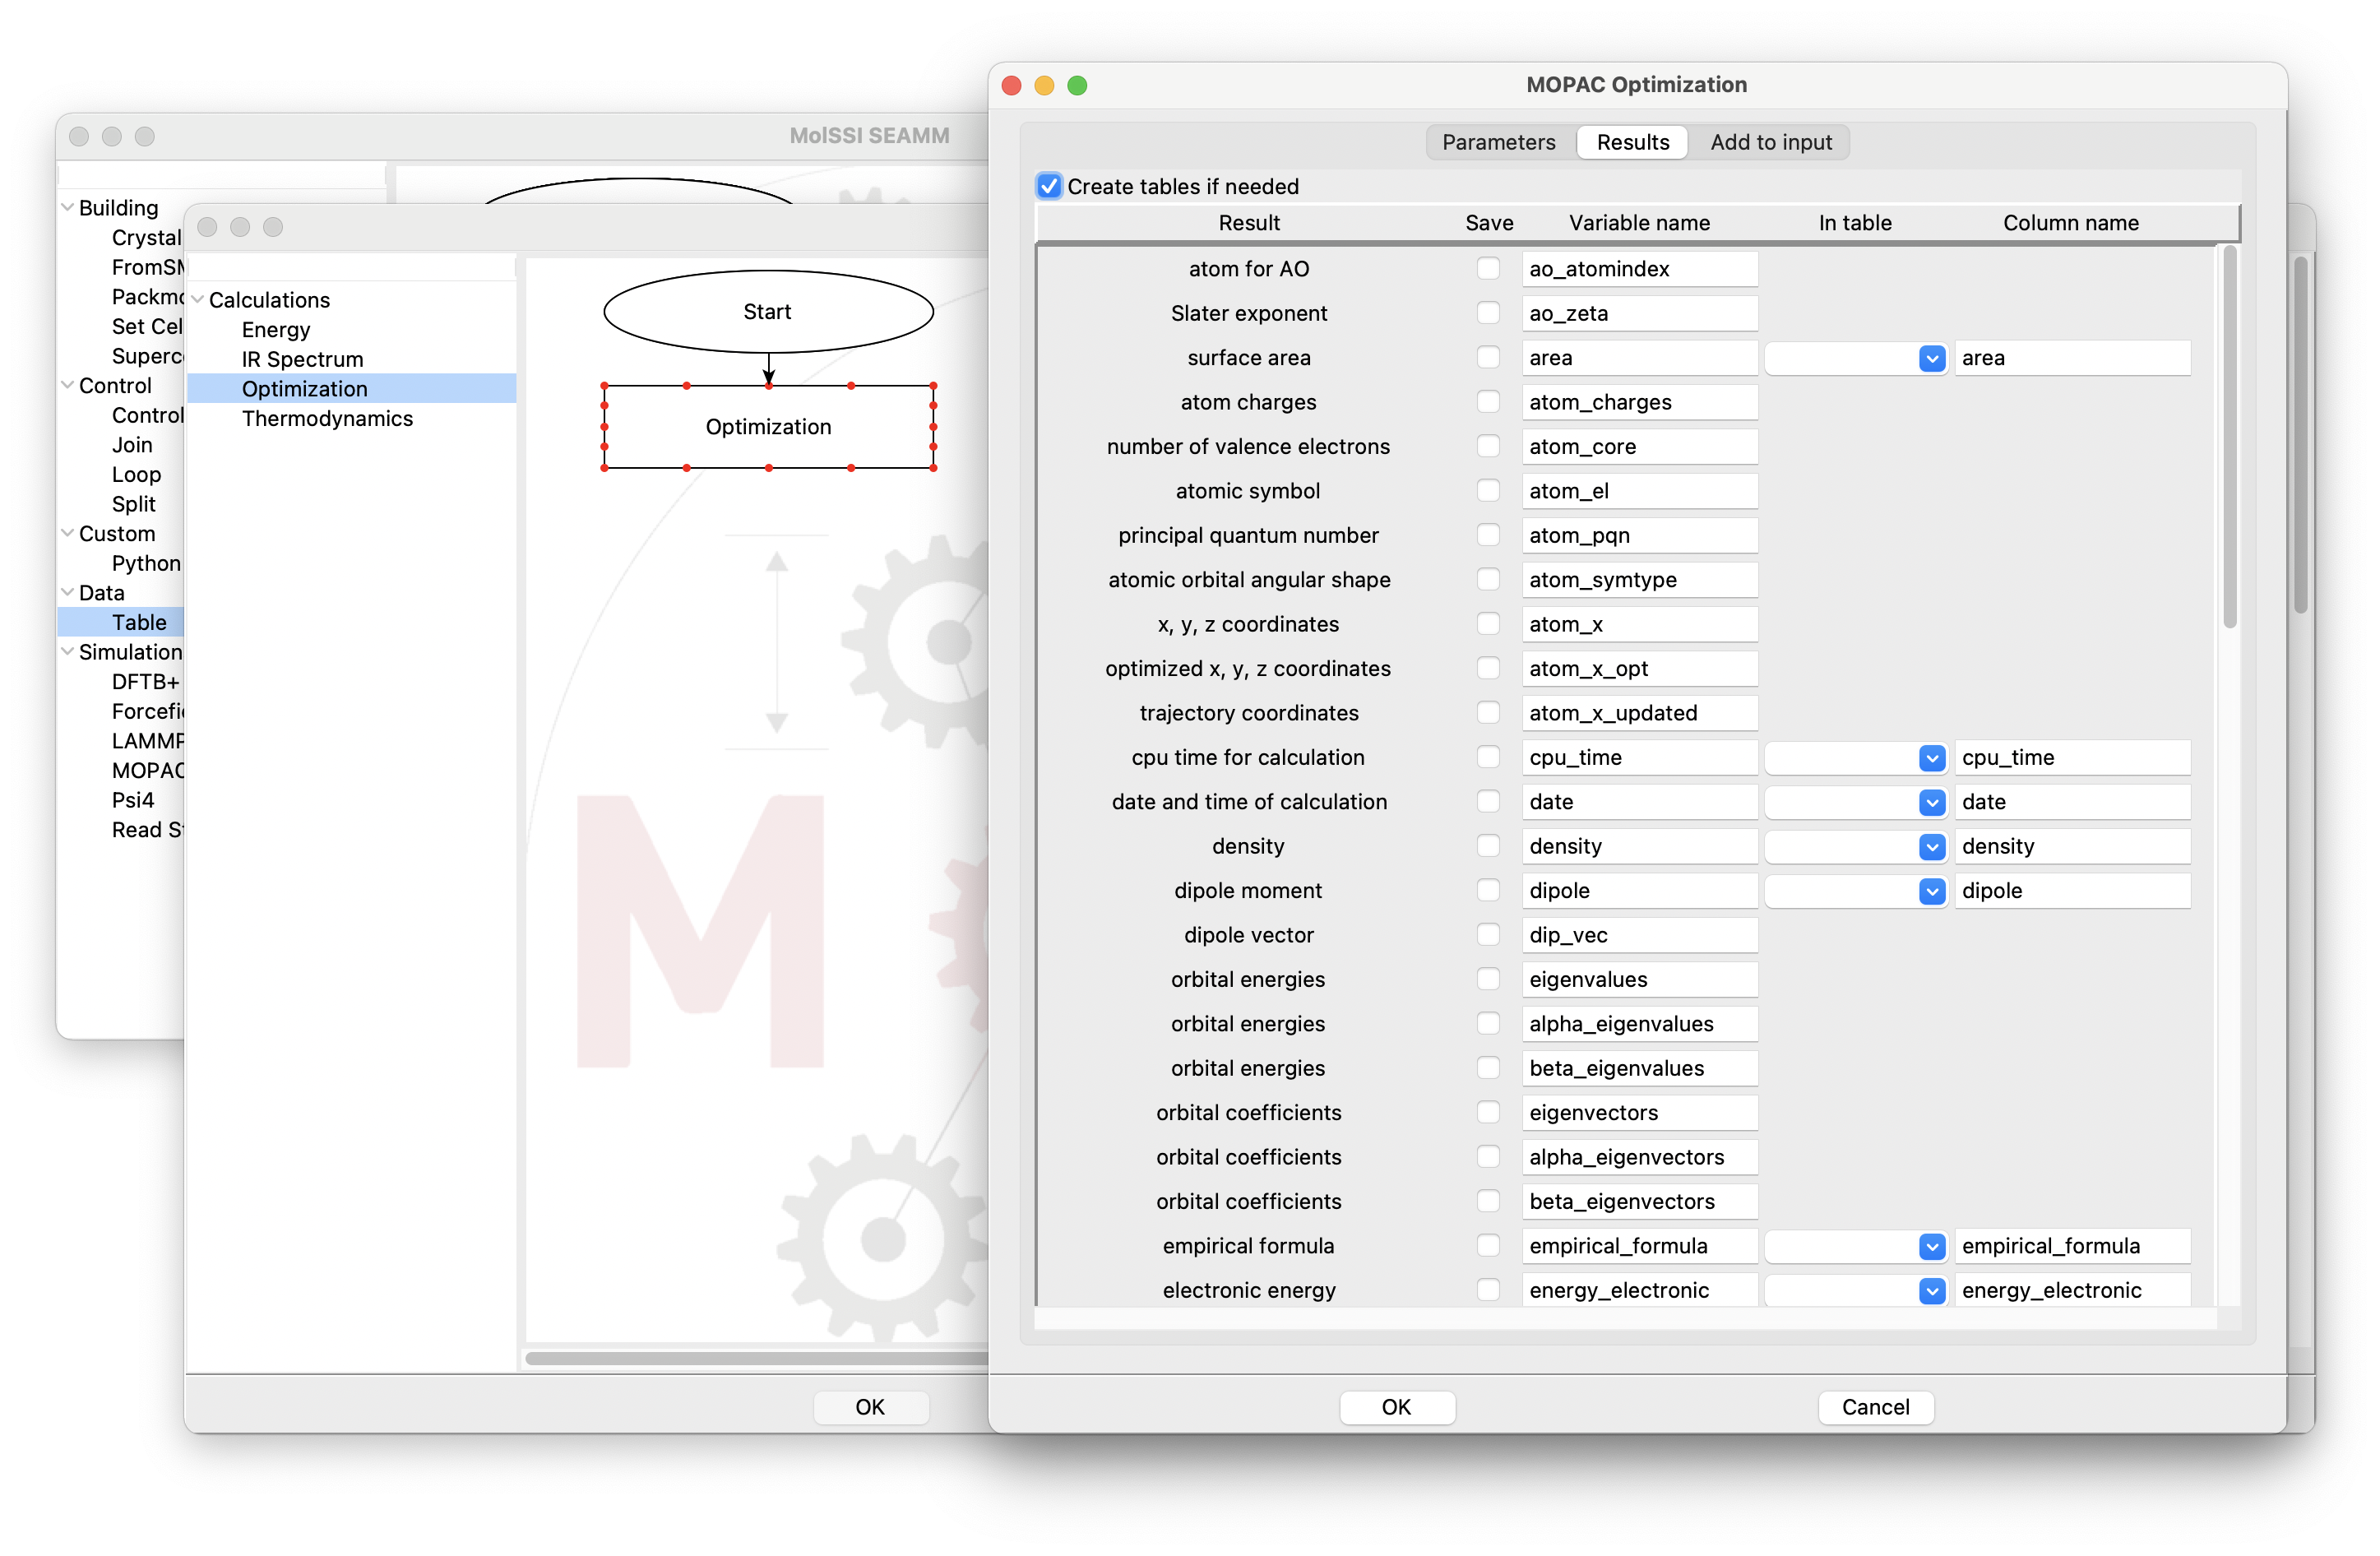 MolSSI SEAMM
Building
Crystal
Set Cel
Control
Control
Join
Loop
Split
Custom
Python
Data
Table
Simulation
DFTB+
MOPAC
Psi4
Read
Calculations
Energy
IR Spectrum
Optimization
Thermodynamics
Start
Optimization
M
OK
MOPAC Optimization
Parameters Results Add to input
Create tables if needed
Result Save Variable name In table Column name
atom for AO ao_atomindex
Slater exponent ao_zeta
surface area area area
atom charges atom_charges
number of valence electrons atom_core
atomic symbol atom_el
principal quantum number atom_pqn
atomic orbital angular shape atom_symtype
x, y, z coordinates atom_x
optimized x, y, z coordinates atom_x_opt
trajectory coordinates atom_x_updated
cpu time for calculation cpu_time cpu_time
date and time of calculation date date
density density density
dipole moment dipole dipole
dipole vector dip_vec
orbital energies eigenvalues
orbital energies alpha_eigenvalues
orbital energies beta_eigenvalues
orbital coefficients eigenvectors
orbital coefficients alpha_eigenvectors
orbital coefficients beta_eigenvectors
empirical formula empirical_formula empirical_formula
electronic energy energy_electronic energy_electronic
OK Cancel